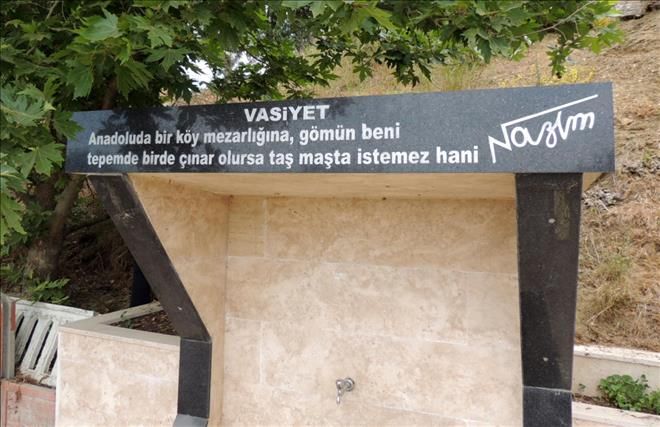 VASİYET
Anadoluda bir köy mezarlığına, gömün beni
tepemde birde çınar olursa taş maşta istemez hani
Nazım